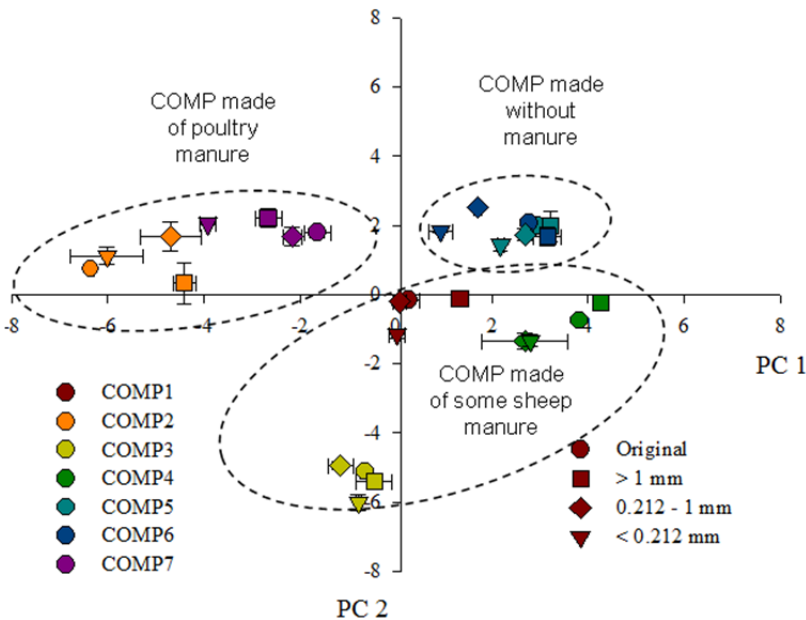 8
6
4
2
0
-2
-4
-6
-8
-8
-6
-4
-2
0
2
4
6
8
PC 1
PC 2
COMP made
of poultry
manure
COMP made
without
manure
COMP made
of some sheep
manure
COMP1
COMP2
COMP3
COMP4
COMP5
COMP6
COMP7
Original
> 1 mm
0.212 - 1 mm
< 0.212 mm